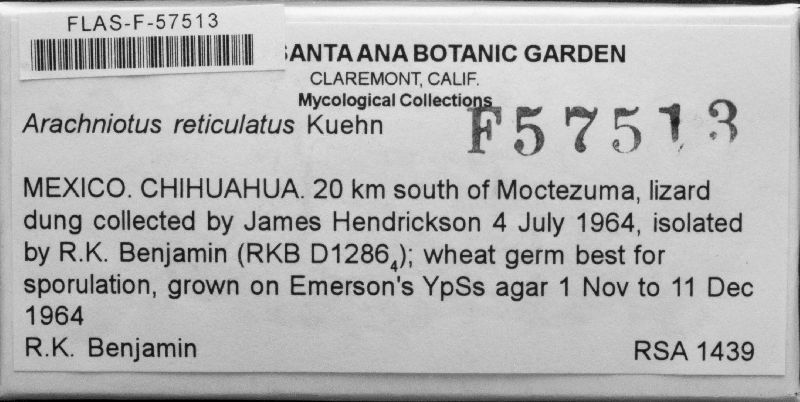 FLAS-F-57513
SANTA ANA BOTANIC GARDEN
CLAREMONT, CALIF.
Mycological Collections
Arachniotus reticulatus Kuehn
F57513
MEXICO. CHIHUAHUA. 20 km south of Moctezuma, lizard
dung collected by James Hendrickson 4 July 1964, isolated
by R.K. Benjamin (RKB D1286₄); wheat germ best for
sporulation, grown on Emerson's YpSs agar 1 Nov to 11 Dec
1964
R.K. Benjamin
RSA 1439